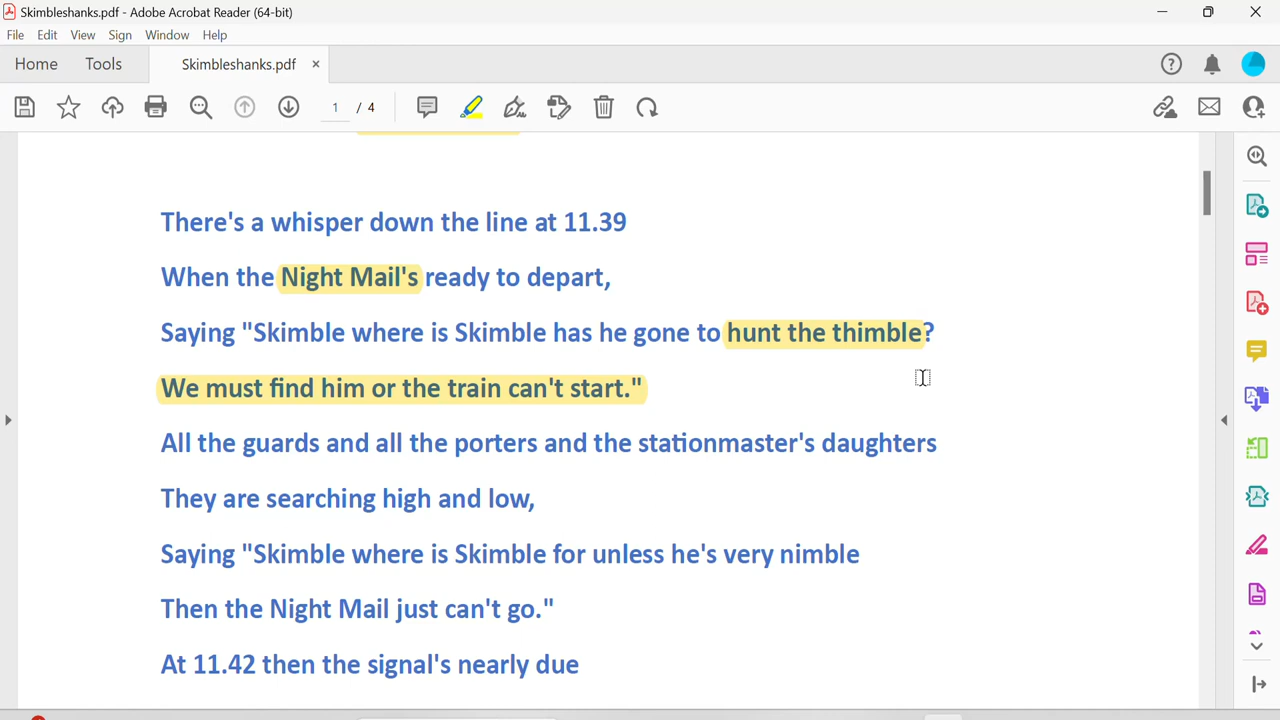 Skimbleshanks.pdf - Adobe Acrobat Reader (64-bit)
File Edit View Sign Window Help
Home Tools Skimbleshanks.pdf ×
1 / 4
There's a whisper down the line at 11.39
When the Night Mail's ready to depart,
Saying "Skimble where is Skimble has he gone to hunt the thimble?
We must find him or the train can't start."
All the guards and all the porters and the stationmaster's daughters
They are searching high and low,
Saying "Skimble where is Skimble for unless he's very nimble
Then the Night Mail just can't go."
At 11.42 then the signal's nearly due